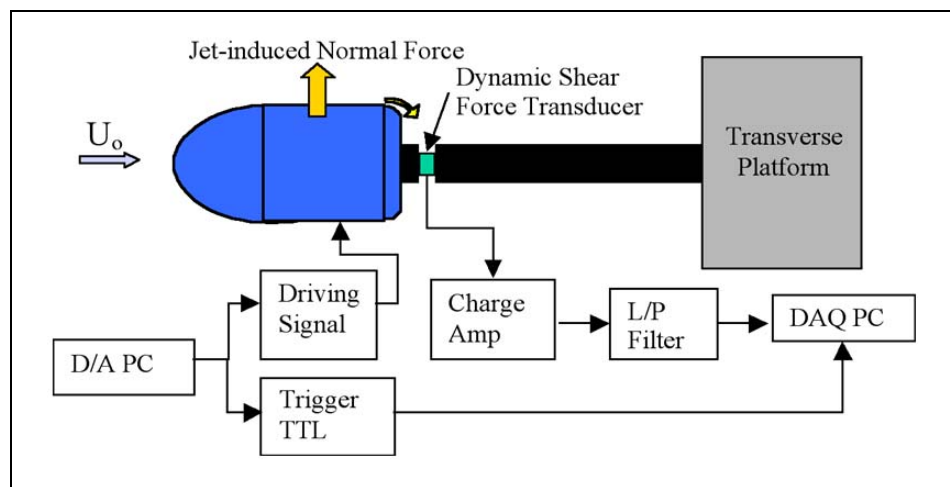 Jet-induced Normal Force
Dynamic Shear
Force Transducer
Uo
Transverse
Platform
Driving
Signal
Charge
Amp
L/P
Filter
DAQ PC
D/A PC
Trigger
TTL